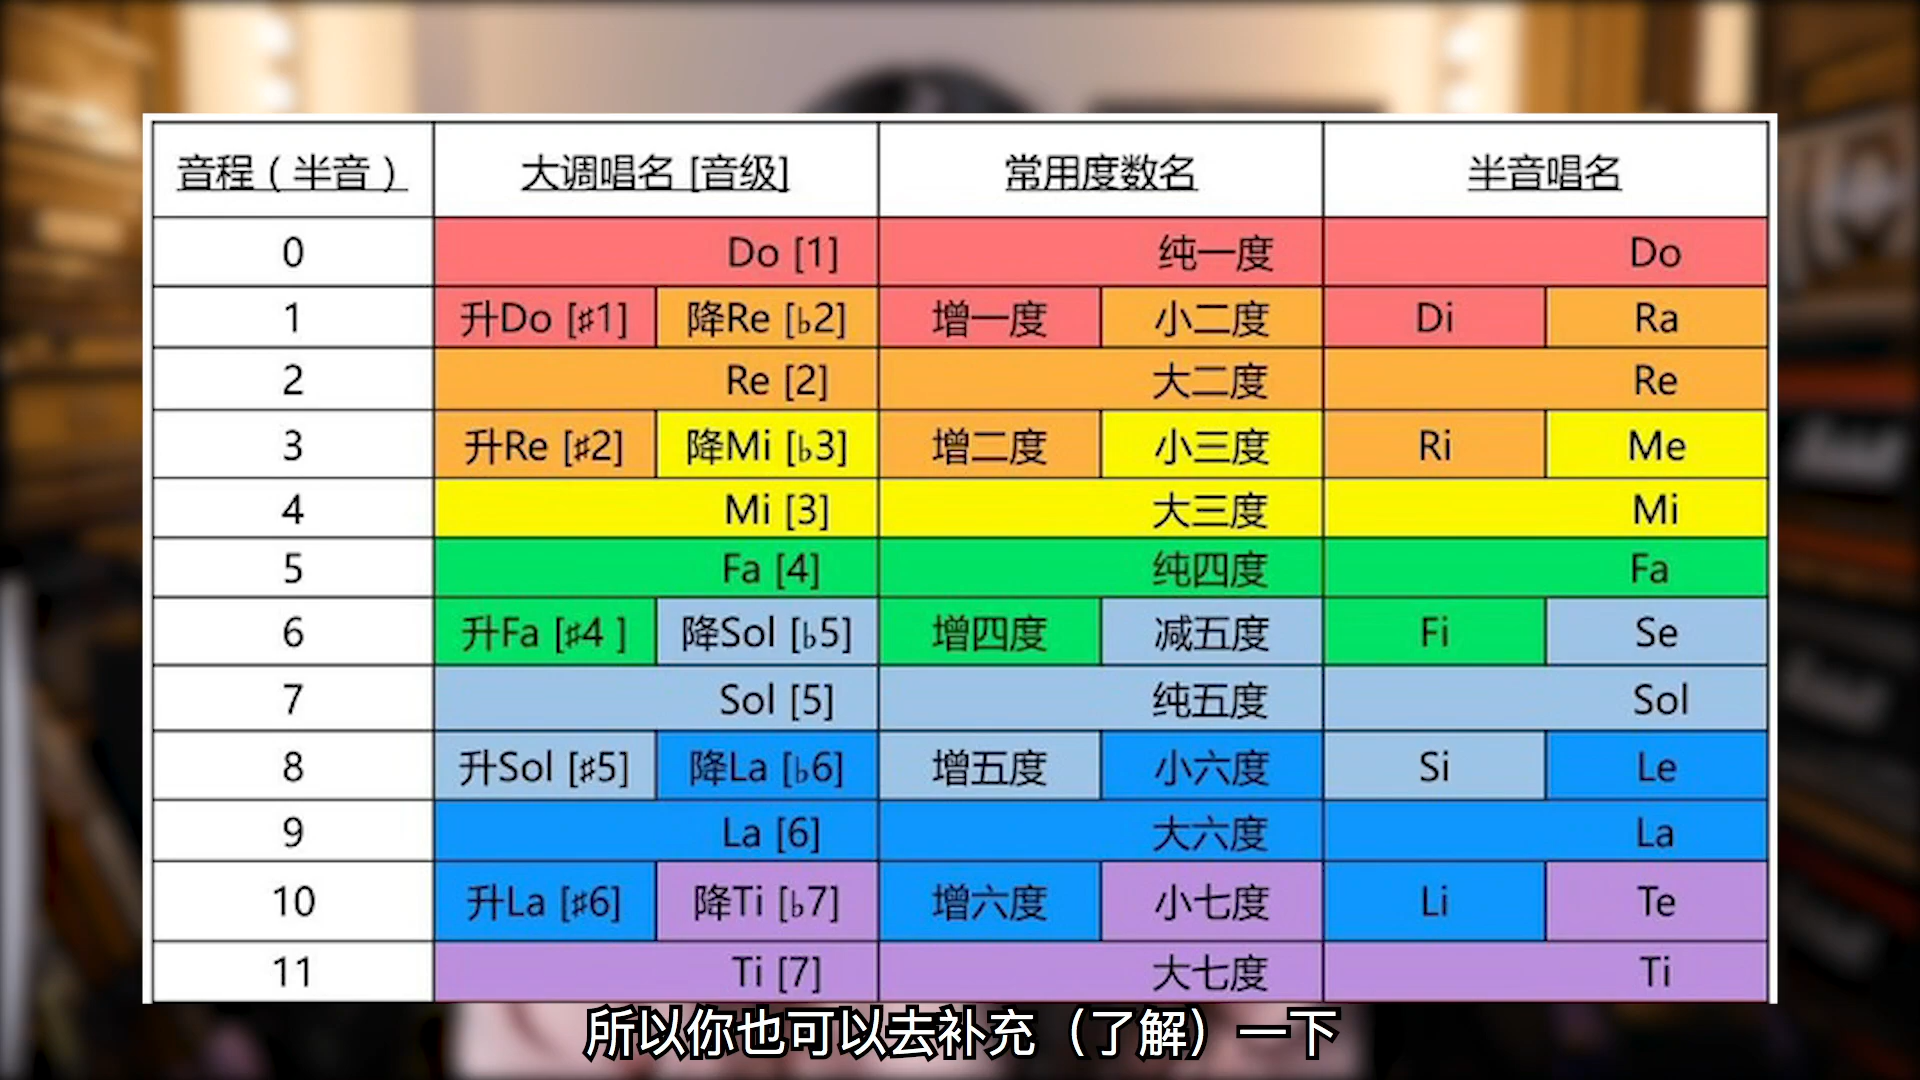 音程（半音） 大调唱名 [音级] 常用度数名 半音唱名
0 Do [1] 纯一度 Do
1 升Do [♯1] 降Re [♭2] 增一度 小二度 Di Ra
2 Re [2] 大二度 Re
3 升Re [♯2] 降Mi [♭3] 增二度 小三度 Ri Me
4 Mi [3] 大三度 Mi
5 Fa [4] 纯四度 Fa
6 升Fa [♯4 ] 降Sol [♭5] 增四度 减五度 Fi Se
7 Sol [5] 纯五度 Sol
8 升Sol [♯5] 降La [♭6] 增五度 小六度 Si Le
9 La [6] 大六度 La
10 升La [♯6] 降Ti [♭7] 增六度 小七度 Li Te
11 Ti [7] 大七度 Ti
所以你也可以去补充（了解）一下